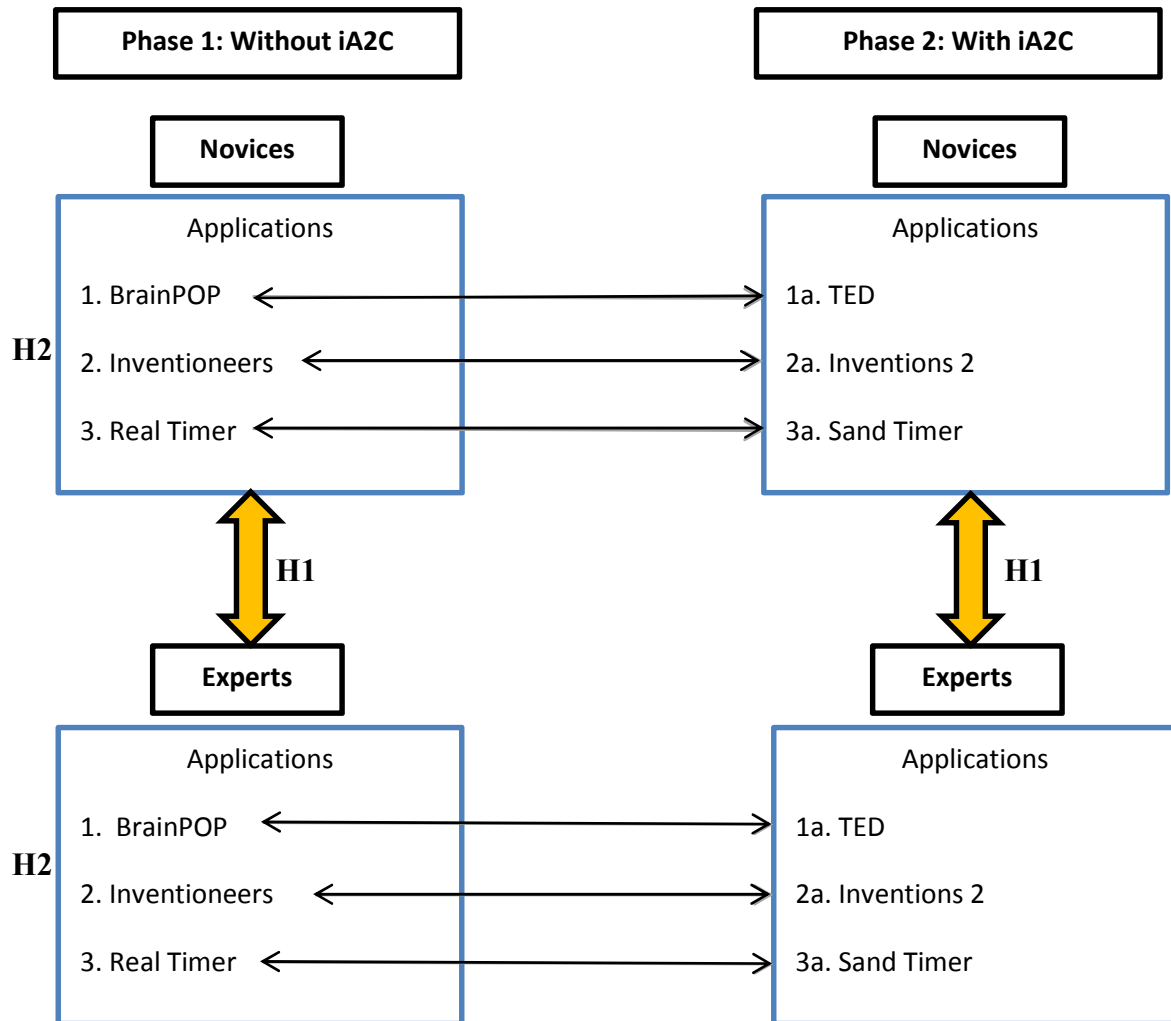 Phase 1: Without iA2C
Phase 2: With iA2C
Novices
Novices
Applications
Applications
1. BrainPOP
1a. TED
H2
2. Inventioneers
2a. Inventions 2
3. Real Timer
3a. Sand Timer
H1
H1
Experts
Experts
Applications
Applications
1. BrainPOP
1a. TED
H2
2. Inventioneers
2a. Inventions 2
3. Real Timer
3a. Sand Timer